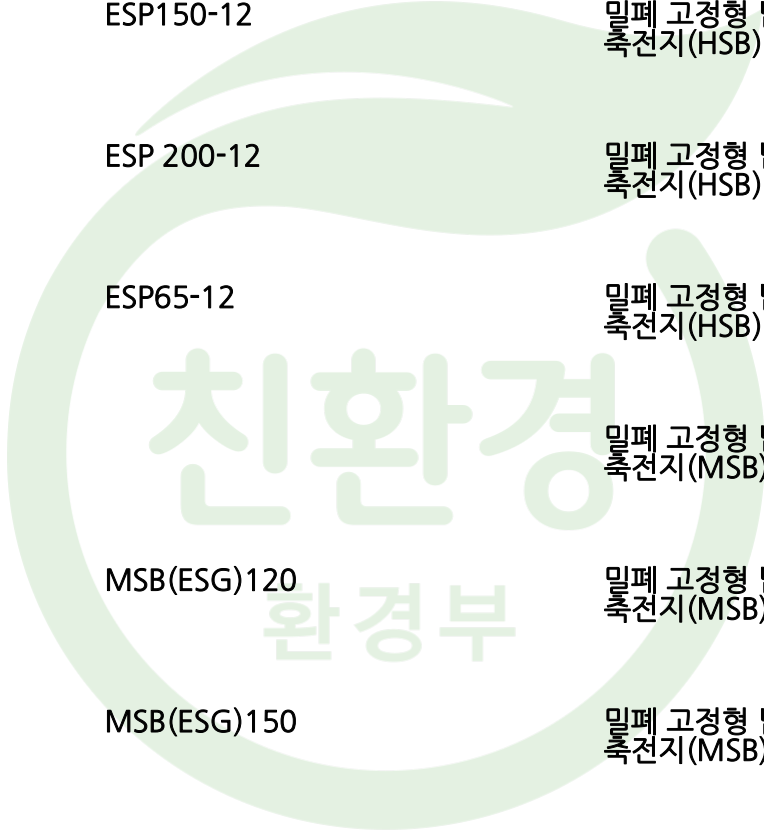 ESP150-12
밀폐 고정형
축전지(HSB)
ESP 200-12
밀폐 고정형
축전지(HSB)
ESP65-12
밀폐 고정형
축전지(HSB)
친환경
밀폐 고정형
축전지(MSB)
MSB(ESG)120
밀폐 고정형
축전지(MSB)
환경부
MSB(ESG)150
밀폐 고정형
축전지(MSB)